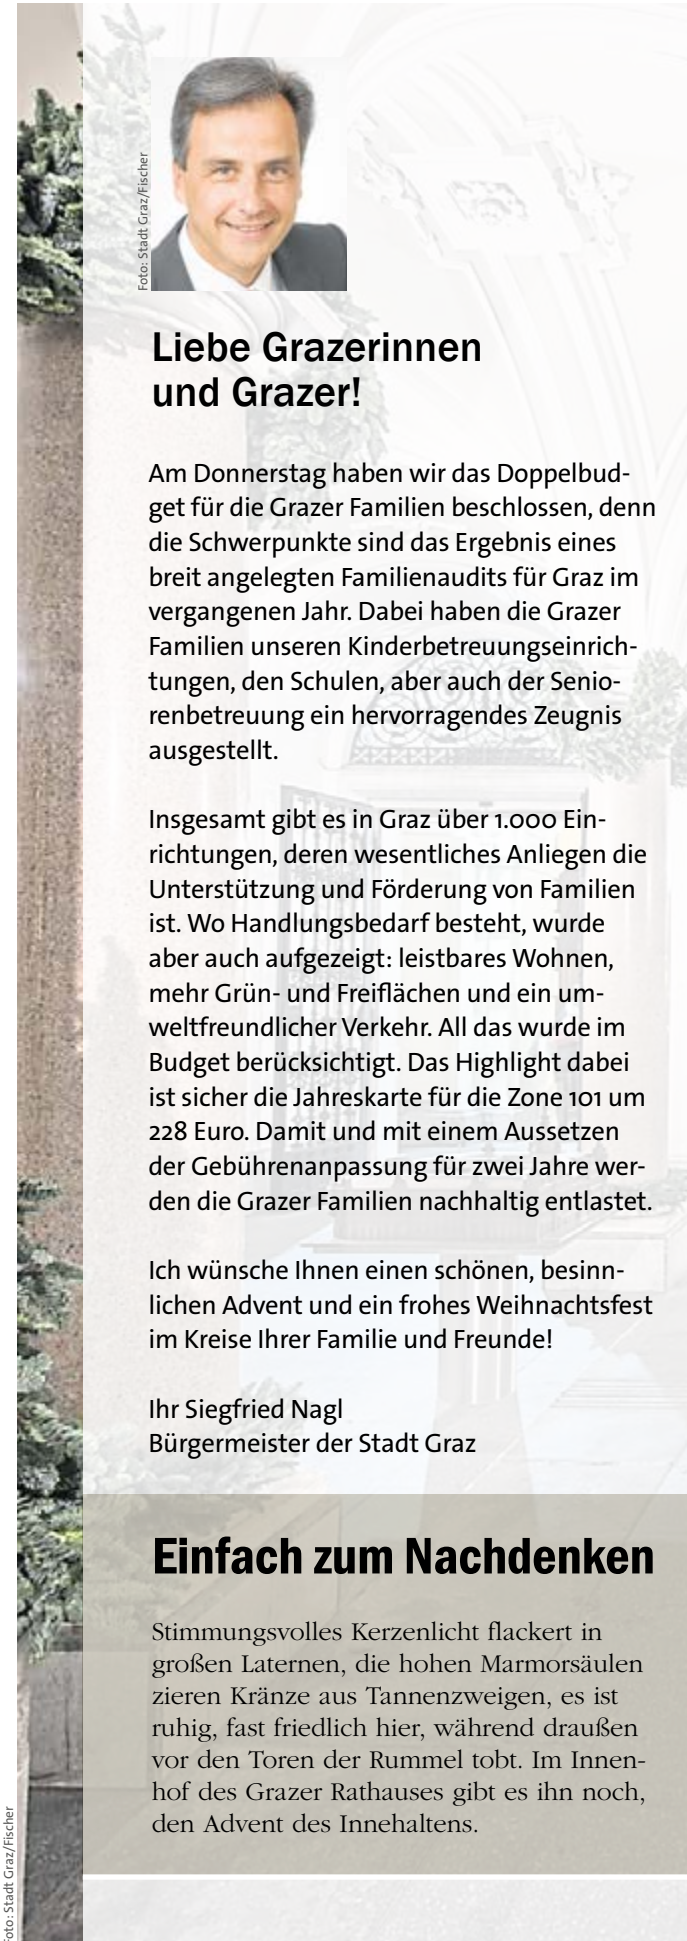 Foto: Stadt Graz/Fischer
Liebe Grazerinnen
und Grazer!
Am Donnerstag haben wir das Doppelbud-
get für die Grazer Familien beschlossen, denn
die Schwerpunkte sind das Ergebnis eines
breit angelegten Familienaudits für Graz im
vergangenen Jahr. Dabei haben die Grazer
Familien unseren Kinderbetreuungseinrich-
tungen, den Schulen, aber auch der Senio-
renbetreuung ein hervorragendes Zeugnis
ausgestellt.
Insgesamt gibt es in Graz über 1.000 Ein-
richtungen, deren wesentliches Anliegen die
Unterstützung und Förderung von Familien
ist. Wo Handlungsbedarf besteht, wurde
aber auch aufgezeigt: leistbares Wohnen,
mehr Grün- und Freiflächen und ein um-
weltfreundlicher Verkehr. All das wurde im
Budget berücksichtigt. Das Highlight dabei
ist sicher die Jahreskarte für die Zone 101 um
228 Euro. Damit und mit einem Aussetzen
der Gebührenanpassung für zwei Jahre wer-
den die Grazer Familien nachhaltig entlastet.
Ich wünsche Ihnen einen schönen, besinn-
lichen Advent und ein frohes Weihnachtsfest
im Kreise Ihrer Familie und Freunde!
Ihr Siegfried Nagl
Bürgermeister der Stadt Graz
Einfach zum Nachdenken
Stimmungsvolles Kerzenlicht flackert in
großen Laternen, die hohen Marmorsäulen
zieren Kränze aus Tannenzweigen, es ist
ruhig, fast friedlich hier, während draußen
vor den Toren der Rummel tobt. Im Innen-
hof des Grazer Rathauses gibt es ihn noch,
den Advent des Innehaltens.
Foto: Stadt Graz/Fischer